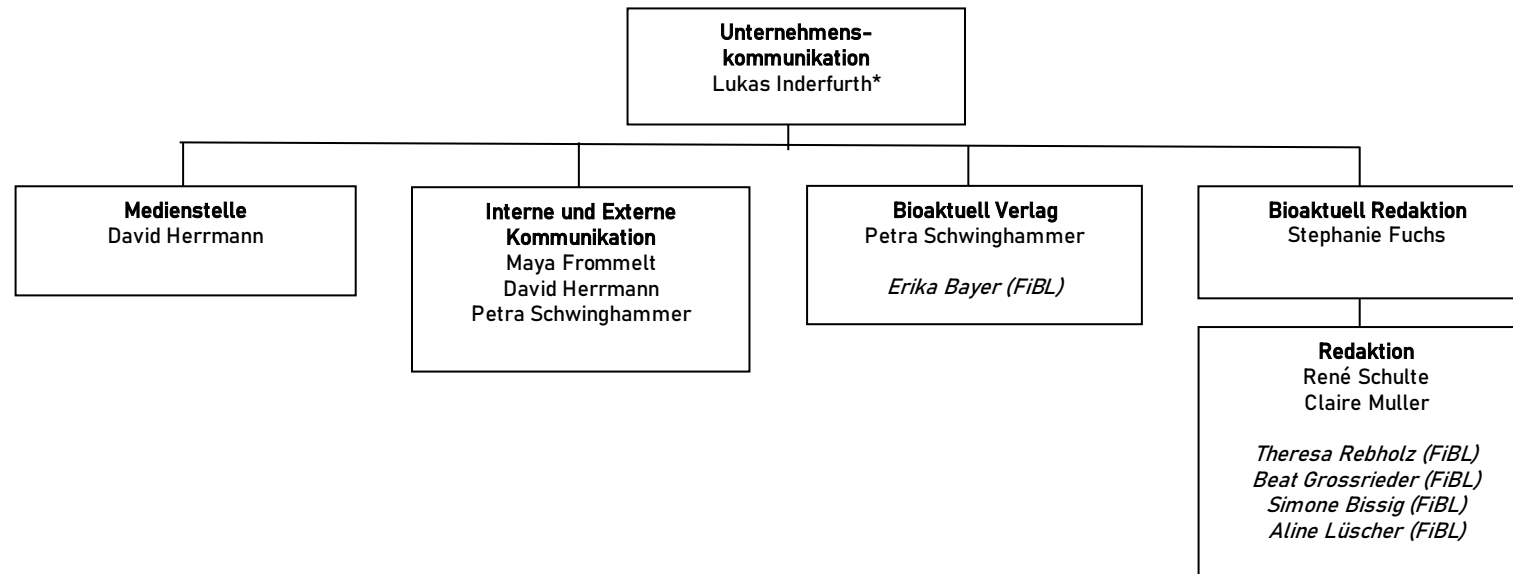 Unternehmens-
kommunikation
Lukas Inderfurth*
Medienstelle
David Herrmann
Interne und Externe
Kommunikation
Maya Frommelt
David Herrmann
Petra Schwinghammer
Bioaktuell Verlag
Petra Schwinghammer
Erika Bayer (FiBL)
Bioaktuell Redaktion
Stephanie Fuchs
Redaktion
René Schulte
Claire Muller
Theresa Rebholz (FiBL)
Beat Grossrieder (FiBL)
Simone Bissig (FiBL)
Aline Lüscher (FiBL)